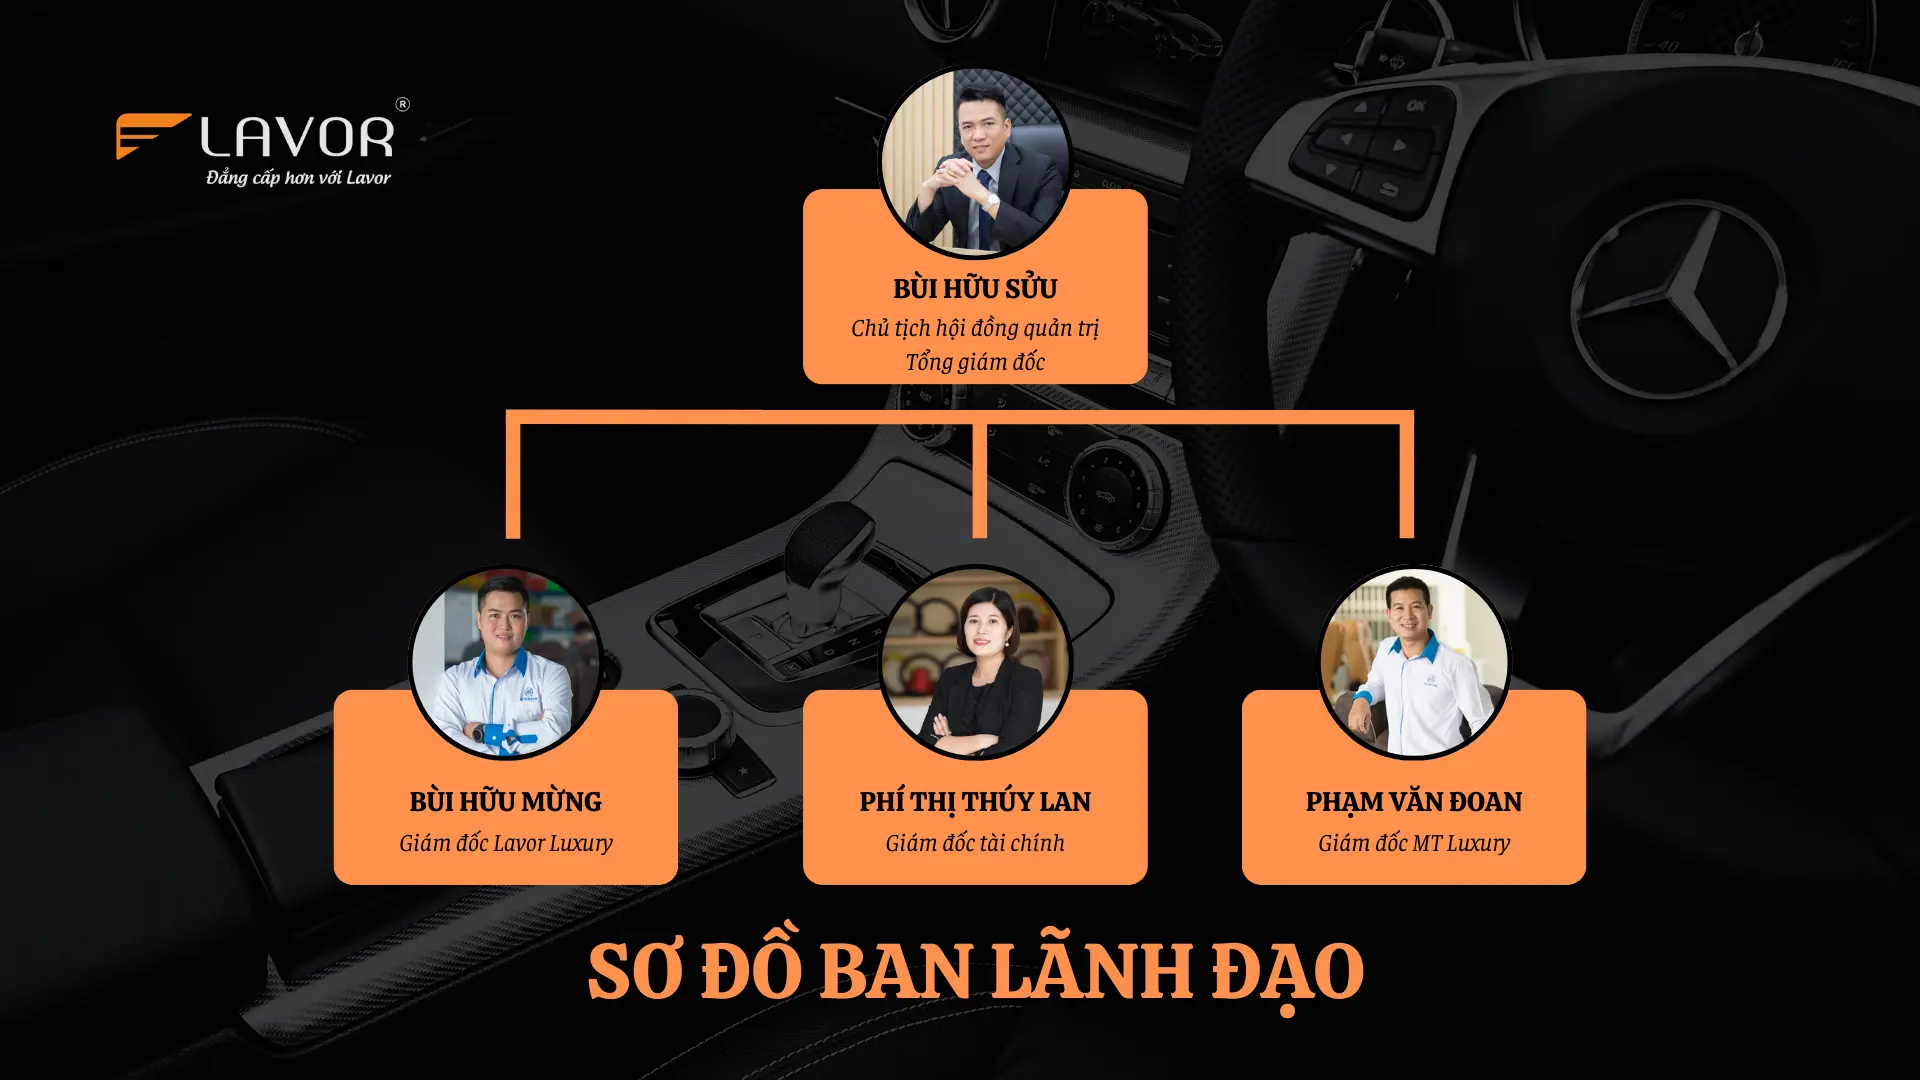 LAVOR®
Đẳng cấp hơn với Lavor
BÙI HỮU SỬU
Chủ tịch hội đồng quản trị
Tổng giám đốc
BÙI HỮU MỪNG
Giám đốc Lavor Luxury
PHÍ THỊ THÚY LAN
Giám đốc tài chính
PHẠM VĂN ĐOAN
Giám đốc MT Luxury
SƠ ĐỒ BAN LÃNH ĐẠO
OK
A/C